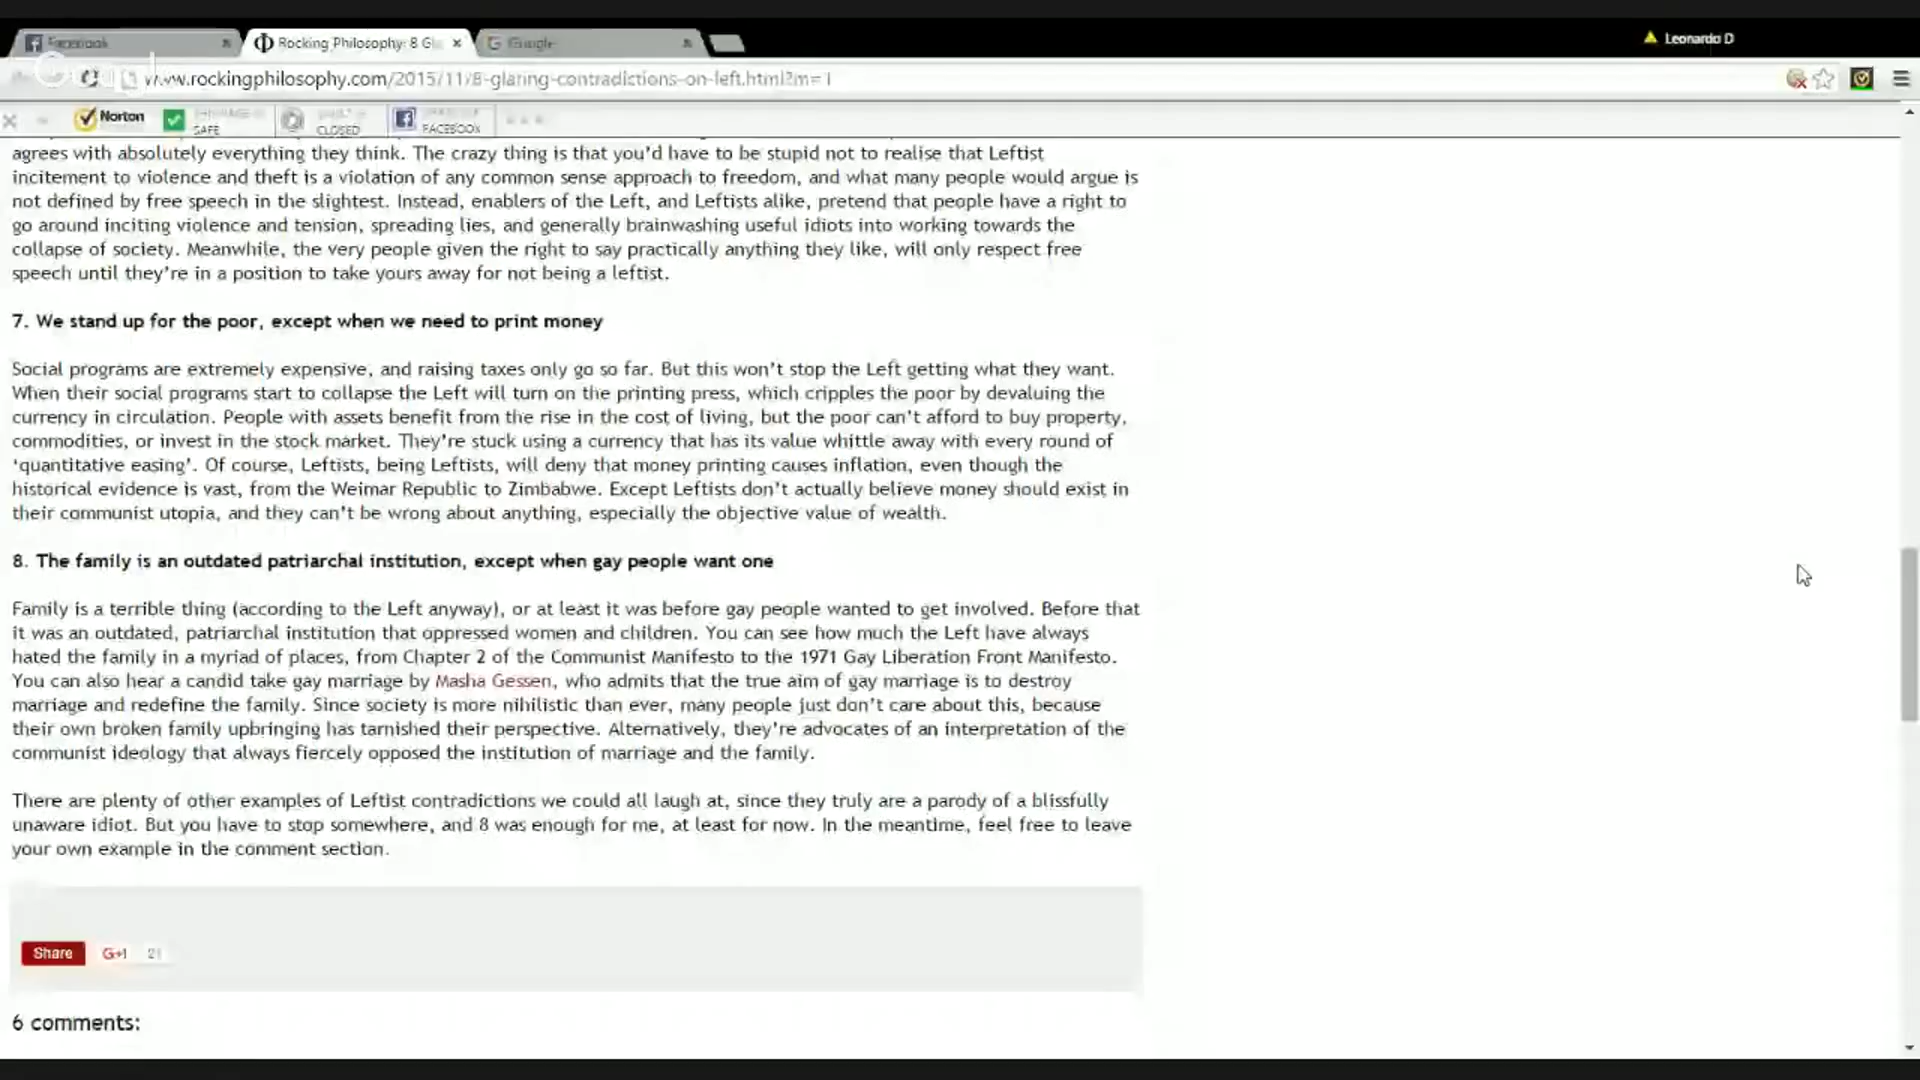 Facebook
Rocking Philosophy: 8 Gl
Google
Leonardo D
www.rockingphilosophy.com/2015/11/8-glaring-contradictions-on-left.html?m=1
Norton
SAFE
CLOSED
FACEBOOK
agrees with absolutely everything they think. The crazy thing is that you'd have to be stupid not to realise that Leftist
incitement to violence and theft is a violation of any common sense approach to freedom, and what many people would argue is
not defined by free speech in the slightest. Instead, enablers of the Left, and Leftists alike, pretend that people have a right to
go around inciting violence and tension, spreading lies, and generally brainwashing useful idiots into working towards the
collapse of society. Meanwhile, the very people given the right to say practically anything they like, will only respect free
speech until they're in a position to take yours away for not being a leftist.
7. We stand up for the poor, except when we need to print money
Social programs are extremely expensive, and raising taxes only go so far. But this won't stop the Left getting what they want.
When their social programs start to collapse the Left will turn on the printing press, which cripples the poor by devaluing the
currency in circulation. People with assets benefit from the rise in the cost of living, but the poor can't afford to buy property,
commodities, or invest in the stock market. They're stuck using a currency that has its value whittle away with every round of
'quantitative easing'. Of course, Leftists, being Leftists, will deny that money printing causes inflation, even though the
historical evidence is vast, from the Weimar Republic to Zimbabwe. Except Leftists don't actually believe money should exist in
their communist utopia, and they can't be wrong about anything, especially the objective value of wealth.
8. The family is an outdated patriarchal institution, except when gay people want one
Family is a terrible thing (according to the Left anyway), or at least it was before gay people wanted to get involved. Before that
it was an outdated, patriarchal institution that oppressed women and children. You can see how much the Left have always
hated the family in a myriad of places, from Chapter 2 of the Communist Manifesto to the 1971 Gay Liberation Front Manifesto.
You can also hear a candid take gay marriage by Masha Gessen, who admits that the true aim of gay marriage is to destroy
marriage and redefine the family. Since society is more nihilistic than ever, many people just don't care about this, because
their own broken family upbringing has tarnished their perspective. Alternatively, they're advocates of an interpretation of the
communist ideology that always fiercely opposed the institution of marriage and the family.
There are plenty of other examples of Leftist contradictions we could all laugh at, since they truly are a parody of a blissfully
unaware idiot. But you have to stop somewhere, and 8 was enough for me, at least for now. In the meantime, feel free to leave
your own example in the comment section.
Share G+1 21
6 comments: